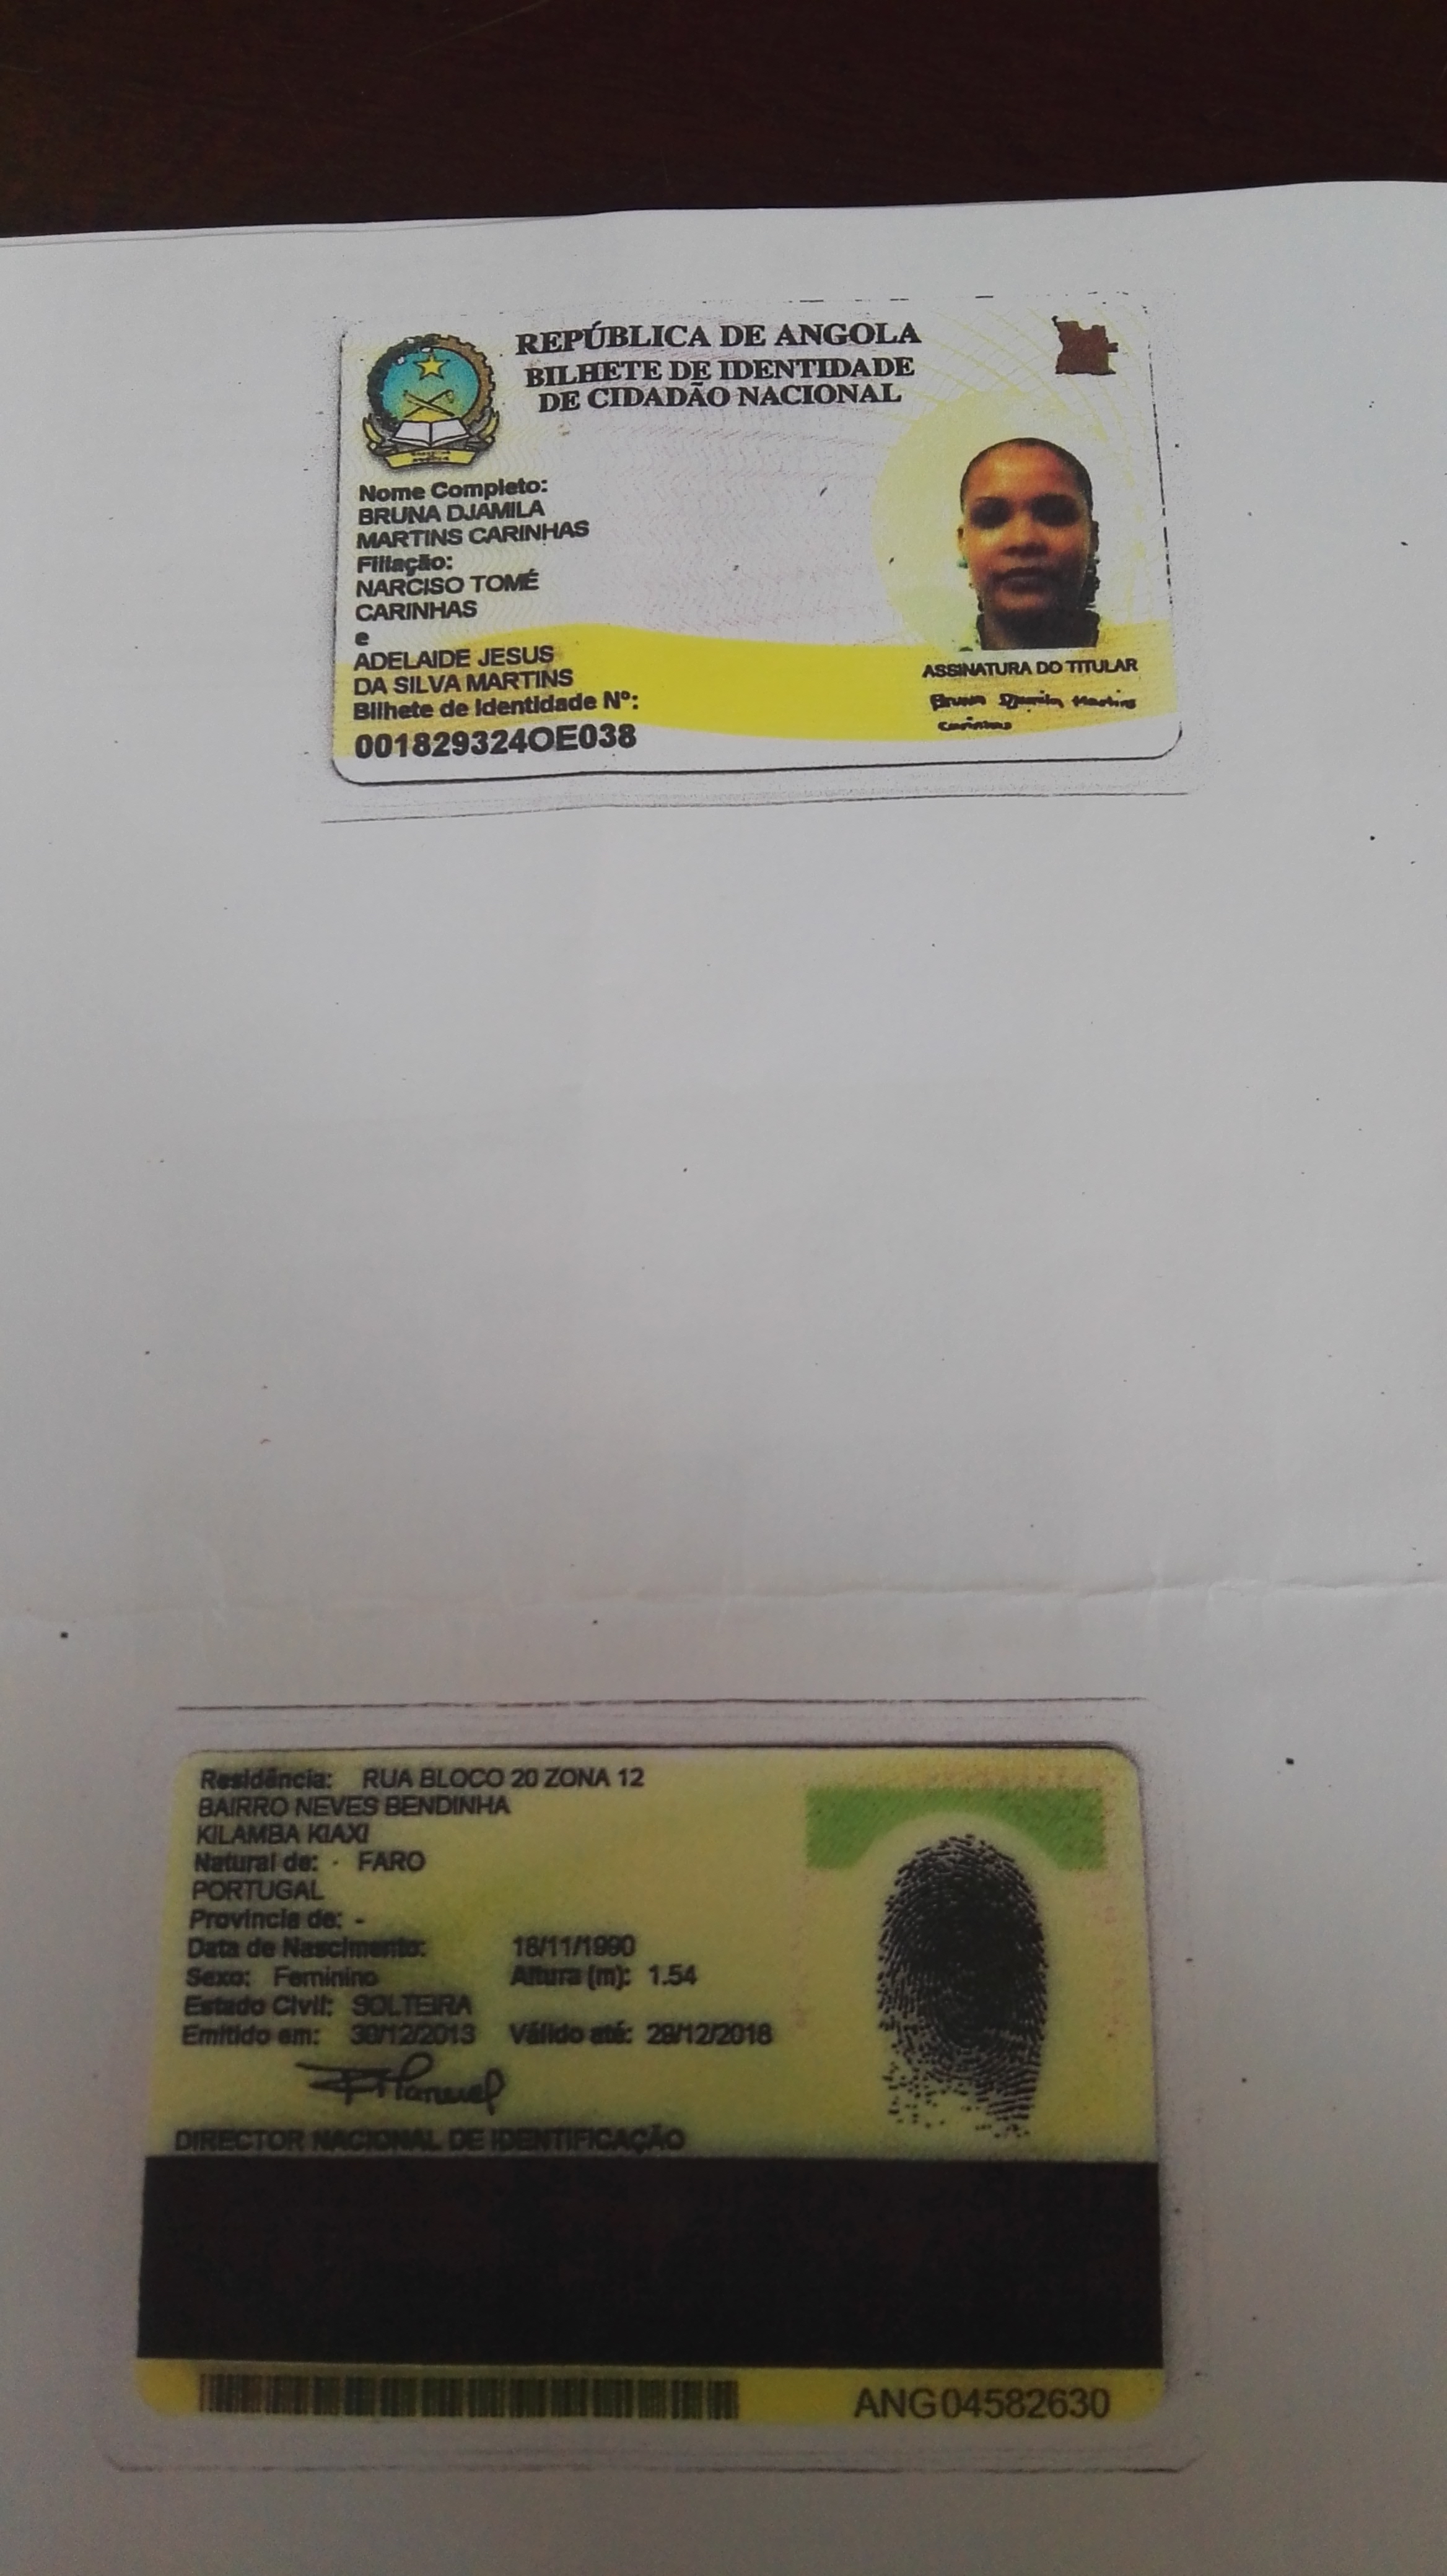 REPÚBLICA DE ANGOLA
BILHETE DE IDENTIDADE
DE CIDADÃO NACIONAL
Nome Completo:
BRUNA DJAMILA
MARTINS CARINHAS
Filiação:
NARCISO TOMÉ
CARINHAS
e
ADELAIDE JESUS
DA SILVA MARTINS
Bilhete de Identidade Nº:
001829324OE038
ASSINATURA DO TITULAR
Bruna Djamila Martins
Carinhas
Residência: RUA BLOCO 20 ZONA 12
BAIRRO NEVES BENDINHA
KILAMBA KIAXI
Natural de: - FARO
PORTUGAL
Província de: -
Data de Nascimento: 16/11/1990
Sexo: Feminino Altura (m): 1.54
Estado Civil: SOLTEIRA
Emitido em: 30/12/2013 Válido até: 29/12/2018
DIRECTOR NACIONAL DE IDENTIFICAÇÃO
ANG04582630